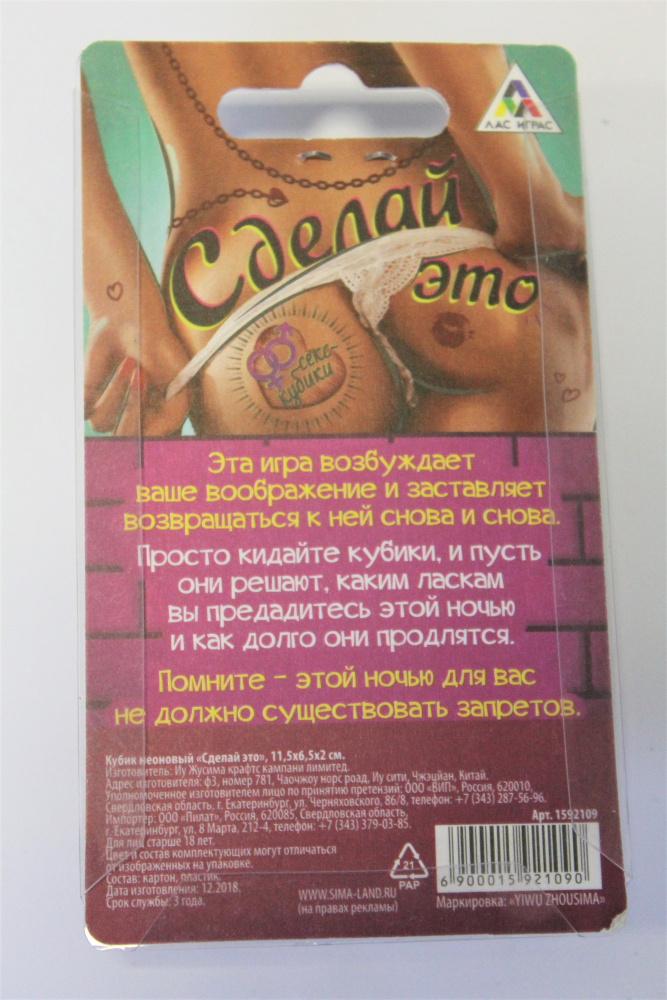 ЛАС ИГРАС
Сделай
это
секс-
кубики
Эта игра возбуждает
ваше воображение и заставляет
возвращаться к ней снова и снова.
Просто кидайте кубики, и пусть
они решают, каким ласкам
вы предадитесь этой ночью
и как долго они продлятся.
Помните – этой ночью для вас
не должно существовать запретов.
Кубик неоновый «Сделай это», 11,5х6,5х2 см.
Изготовитель: Иу Жусима крафтс кампани лимитед.
Адрес изготовителя: ф3, номер 781, Чаочжоу норс роад, Иу сити, Чжэцйан, Китай.
Уполномоченное изготовителем лицо по принятию претензий: ООО «ВИП», Россия, 620010,
Свердловская область, г. Екатеринбург, ул. Черняховского, 86/8, телефон: +7 (343) 287-56-96.
Импортер: ООО «Пилат», Россия, 620085, Свердловская область,
г. Екатеринбург, ул. 8 Марта, 212-4, телефон: +7 (343) 379-03-85.
Для лиц старше 18 лет.
Цвет и состав комплектующих могут отличаться
от изображенных на упаковке.
Состав: картон, пластик.
Дата изготовления: 12.2018.
Срок службы: 3 года.
WWW.SIMA-LAND.RU
(на правах рекламы)
21
PAP
Арт. 1592109
6 900015 921090
Маркировка: «YIWU ZHOUSIMA»